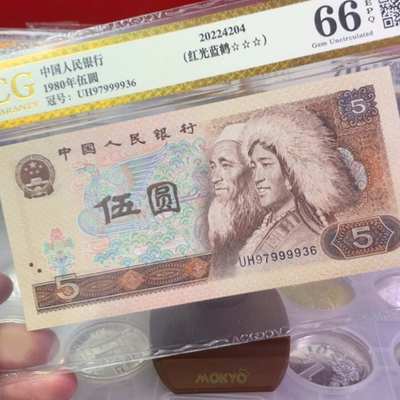 CG
BRANDTS
中国人民银行
1980年伍圆
冠号：UH97999936
20224204
（红光蓝鹤☆☆☆）
66
EPQ
Gem Uncirculated
中国人民银行
5
伍圆
5
UH97999936
5
MOKYO